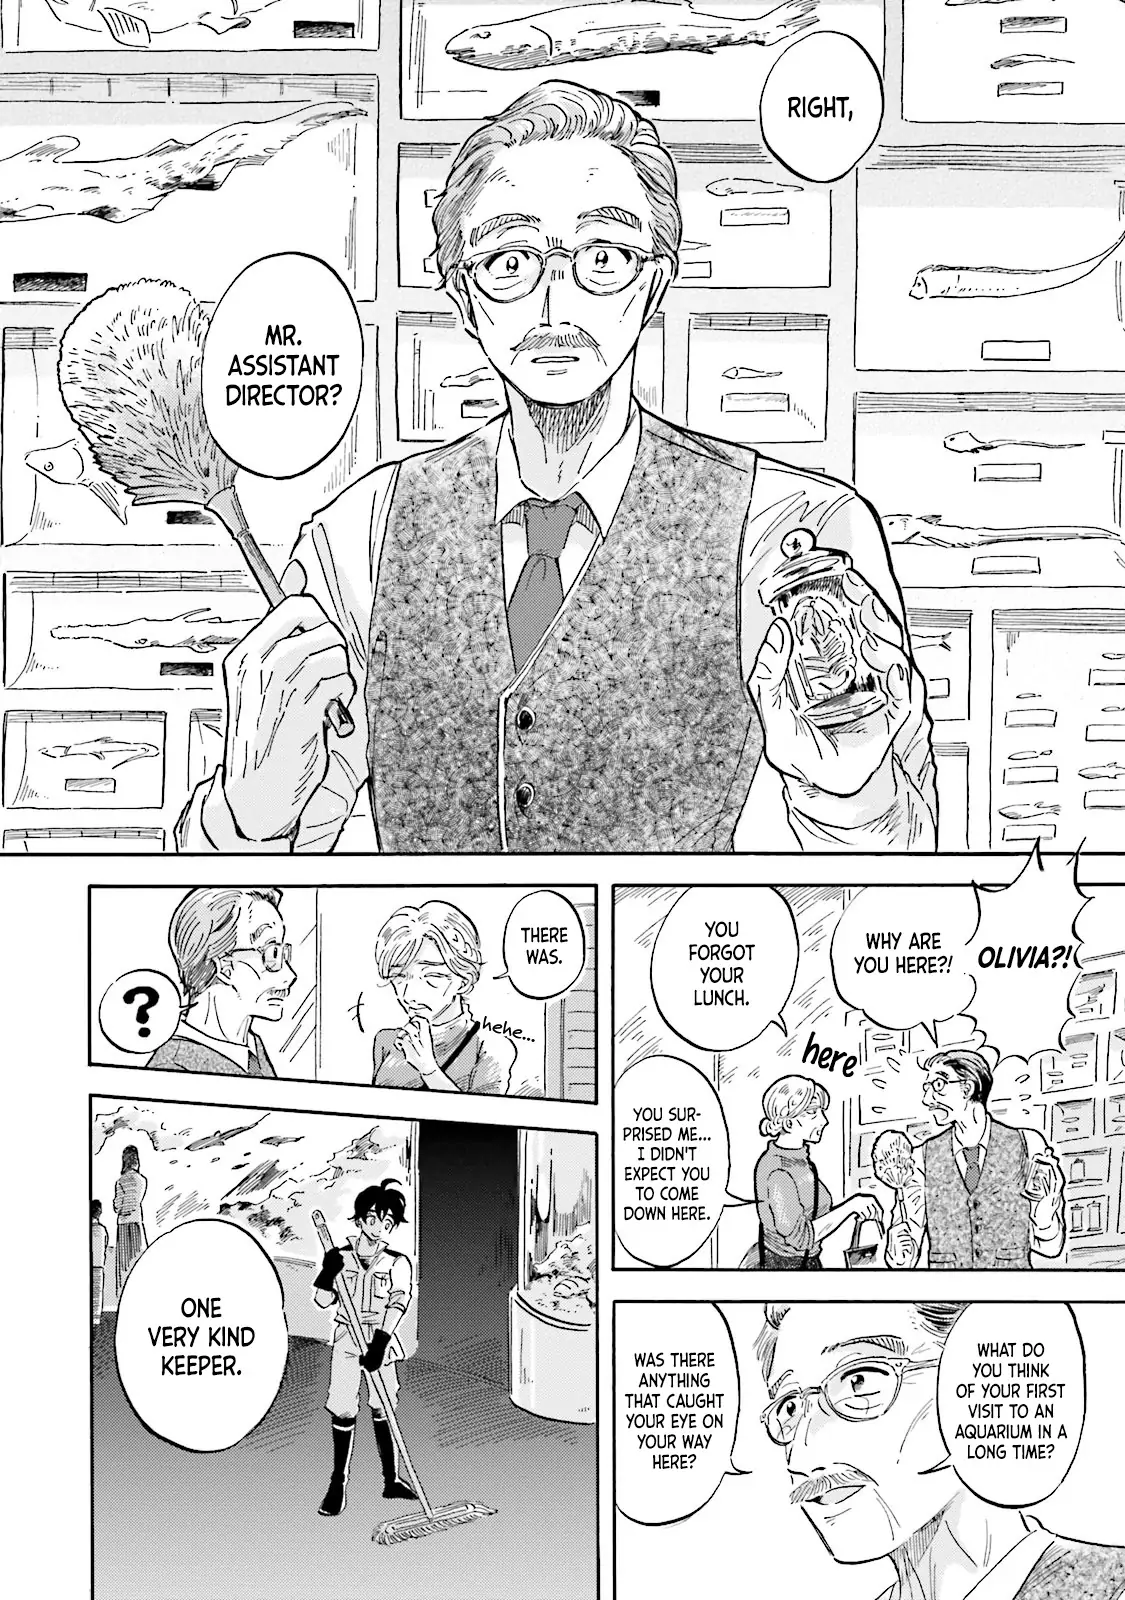 RIGHT,
MR.
ASSISTANT
DIRECTOR?
OLIVIA?!
WHY ARE
YOU HERE?!
YOU
FORGOT
YOUR
LUNCH.
here
YOU SUR-
PRISED ME...
I DIDN'T
EXPECT YOU
TO COME
DOWN HERE.
WHAT DO
YOU THINK
OF YOUR FIRST
VISIT TO AN
AQUARIUM IN A
LONG TIME?
WAS THERE
ANYTHING
THAT CAUGHT
YOUR EYE ON
YOUR WAY
HERE?
THERE
WAS.
hehe...
?
ONE
VERY KIND
KEEPER.